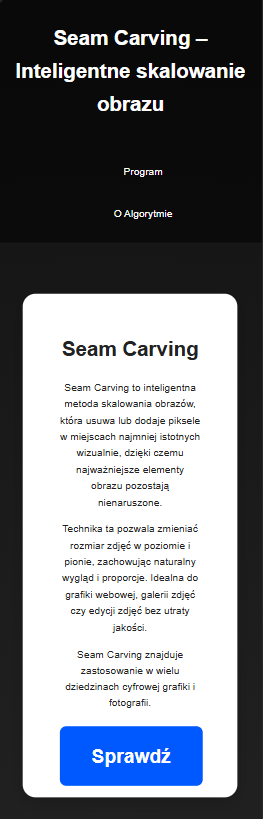 Seam Carving –
Inteligentne skalowanie
obrazu
Program
O Algorytmie
Seam Carving
Seam Carving to inteligentna
metoda skalowania obrazów,
która usuwa lub dodaje piksele
w miejscach najmniej istotnych
wizualnie, dzięki czemu
najważniejsze elementy
obrazu pozostają
nienaruszone.
Technika ta pozwala zmieniać
rozmiar zdjęć w poziomie i
pionie, zachowując naturalny
wygląd i proporcje. Idealna do
grafiki webowej, galerii zdjęć
czy edycji zdjęć bez utraty
jakości.
Seam Carving znajduje
zastosowanie w wielu
dziedzinach cyfrowej grafiki i
fotografii.
Sprawdź